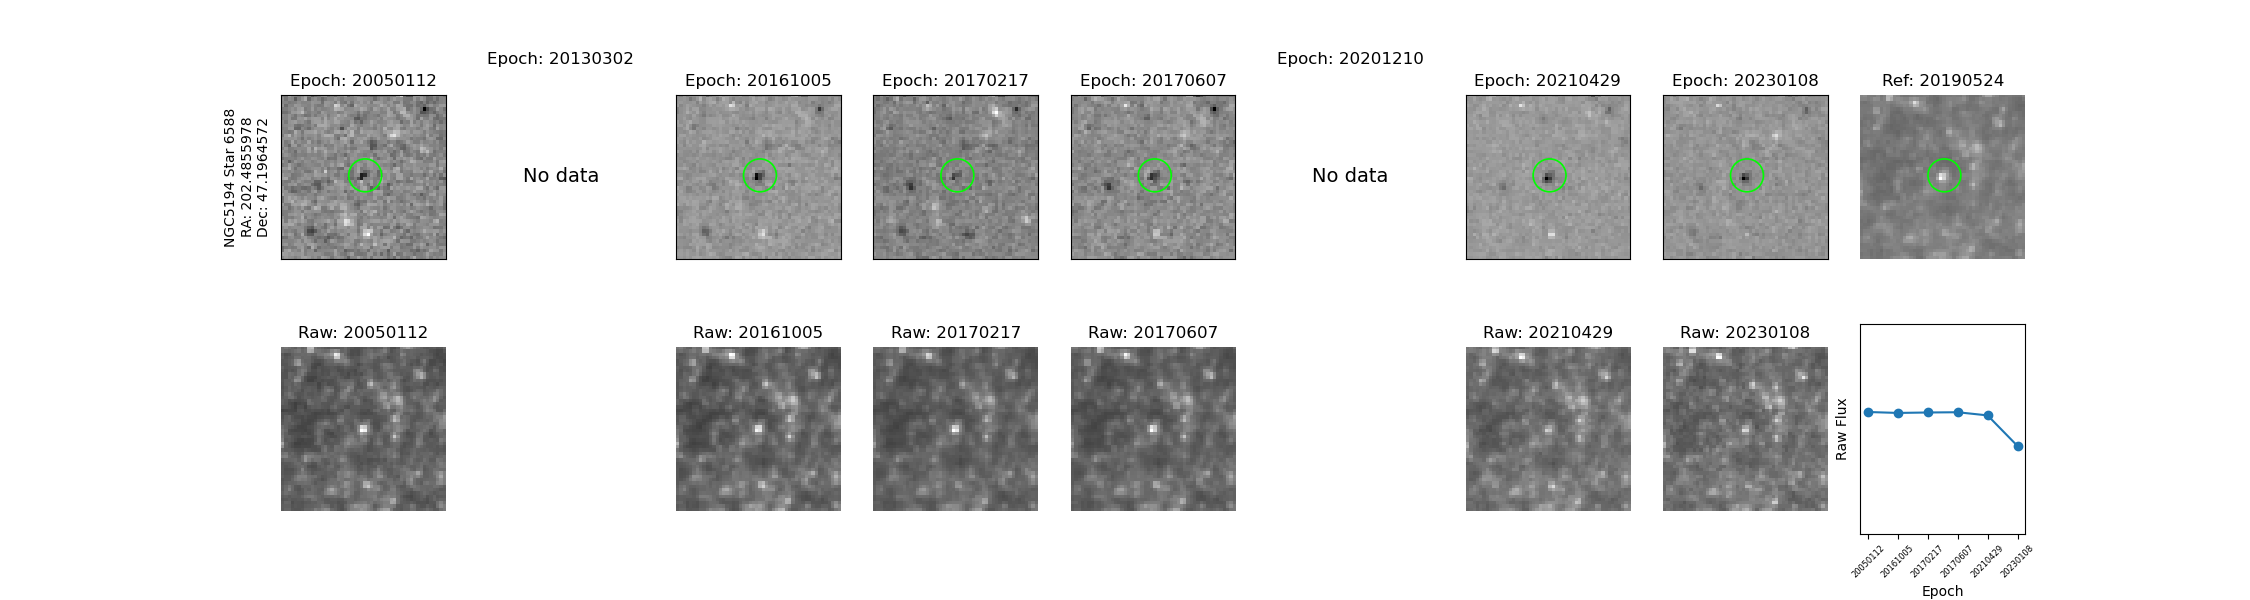 Epoch: 20130302
Epoch: 20201210
Epoch: 20050112
Epoch: 20161005
Epoch: 20170217
Epoch: 20170607
Epoch: 20210429
Epoch: 20230108
Ref: 20190524
NGC5194 Star 6588
RA: 202.4855978
Dec: 47.1964572
No data
No data
Raw: 20050112
Raw: 20161005
Raw: 20170217
Raw: 20170607
Raw: 20210429
Raw: 20230108
Raw Flux
20050112
20161005
20170217
20170607
20210429
20230108
Epoch